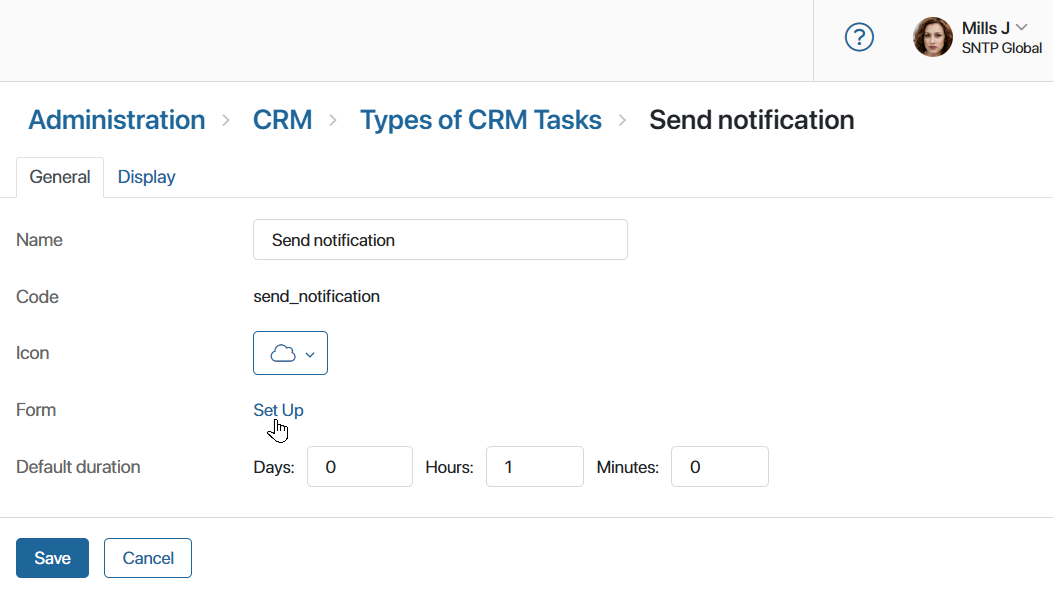 ?
Mills J
SNTP Global
Administration > CRM > Types of CRM Tasks > Send notification
General Display
Name Send notification
Code send_notification
Icon
Form Set Up
Default duration Days: 0 Hours: 1 Minutes: 0
Save Cancel